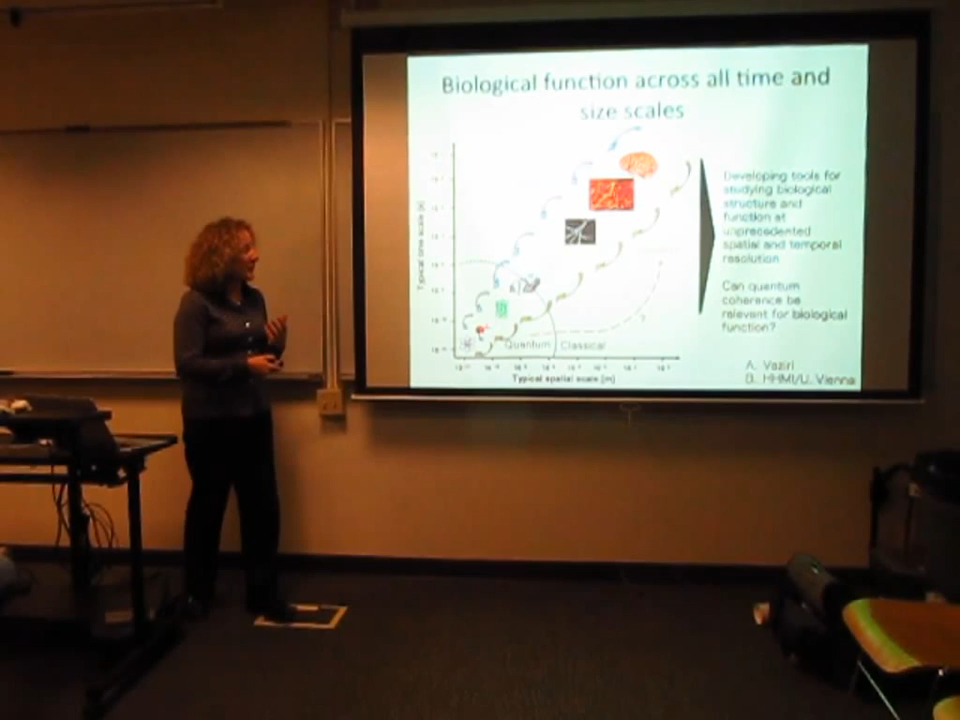 Biological function across all time and
size scales
Developing tools for
studying biological
structure and
function at
unprecedented
spatial and temporal
resolution
Can quantum
coherence be
relevant for biological
function?
Typical time scale [s]
Quantum Classical
?
Typical spatial scale [m]
A. Vaziri
B. HHMI/U. Vienna